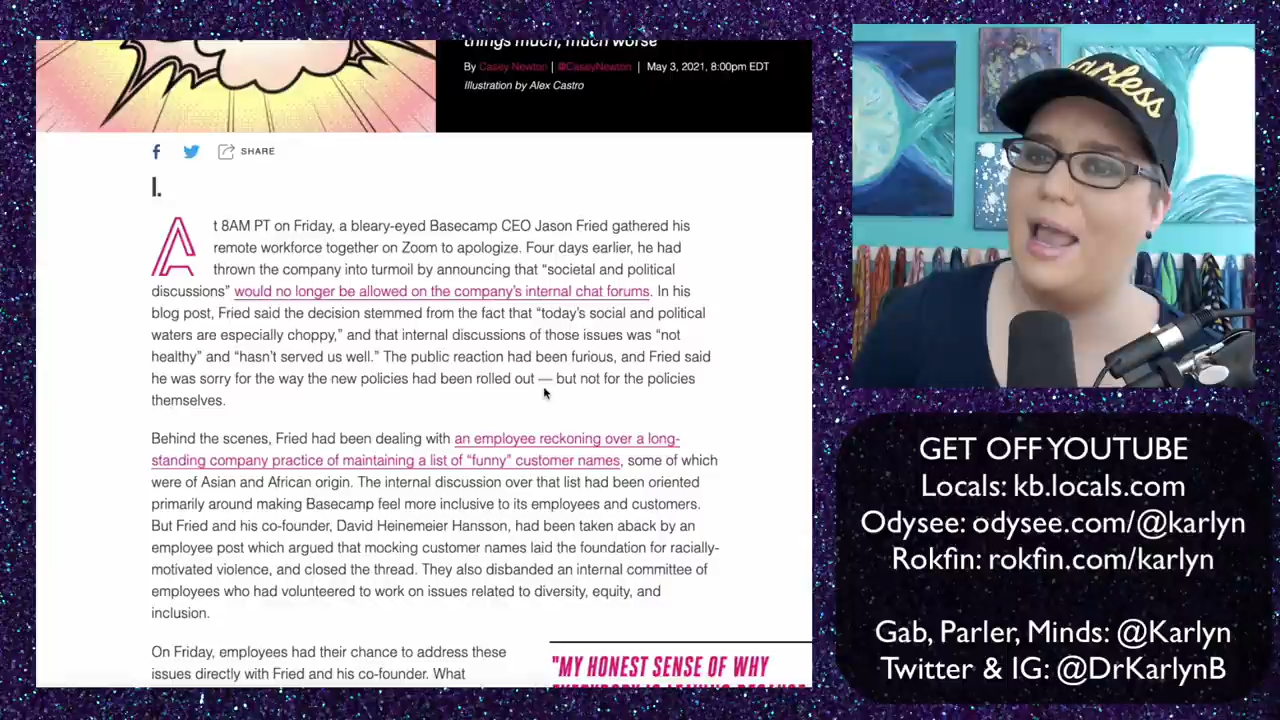 things much, much worse
By Casey Newton | @CaseyNewton | May 3, 2021, 8:00pm EDT
Illustration by Alex Castro
SHARE
I.
At 8AM PT on Friday, a bleary-eyed Basecamp CEO Jason Fried gathered his
remote workforce together on Zoom to apologize. Four days earlier, he had
thrown the company into turmoil by announcing that “societal and political
discussions” would no longer be allowed on the company’s internal chat forums. In his
blog post, Fried said the decision stemmed from the fact that “today’s social and political
waters are especially choppy,” and that internal discussions of those issues was “not
healthy” and “hasn’t served us well.” The public reaction had been furious, and Fried said
he was sorry for the way the new policies had been rolled out — but not for the policies
themselves.
Behind the scenes, Fried had been dealing with an employee reckoning over a long-
standing company practice of maintaining a list of “funny” customer names, some of which
were of Asian and African origin. The internal discussion over that list had been oriented
primarily around making Basecamp feel more inclusive to its employees and customers.
But Fried and his co-founder, David Heinemeier Hansson, had been taken aback by an
employee post which argued that mocking customer names laid the foundation for racially-
motivated violence, and closed the thread. They also disbanded an internal committee of
employees who had volunteered to work on issues related to diversity, equity, and
inclusion.
On Friday, employees had their chance to address these
issues directly with Fried and his co-founder. What
"MY HONEST SENSE OF WHY
EVERYBODY IS LEAVING BECAUSE
fearless
GET OFF YOUTUBE
Locals: kb.locals.com
Odysee: odysee.com/@karlyn
Rokfin: rokfin.com/karlyn
Gab, Parler, Minds: @Karlyn
Twitter & IG: @DrKarlynB